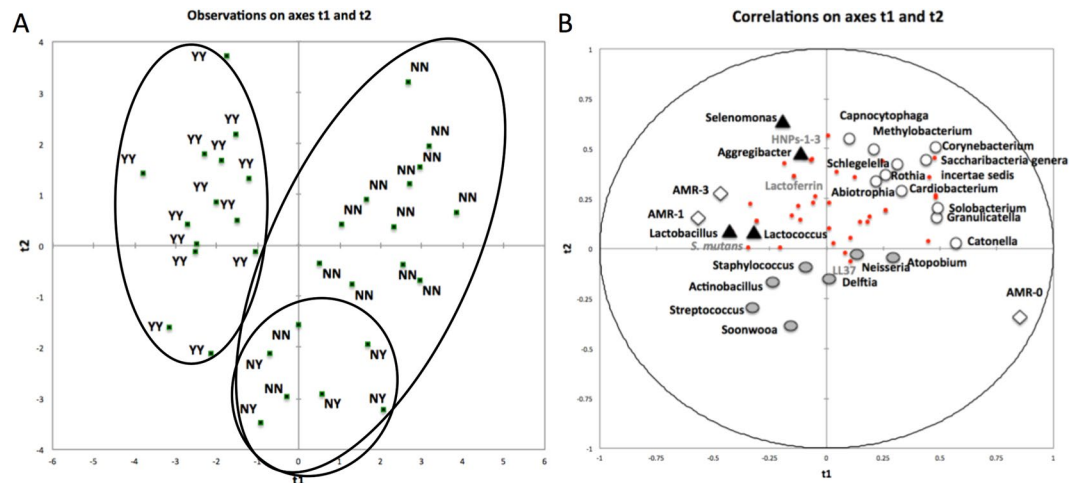 A
Observations on axes t1 and t2
4
3
2
1
0
-1
-2
-3
-4
t2
-6
-5
-4
-3
-2
-1
0
1
2
3
4
5
6
t1
YY
YY
YY
YY
YY
YY
YY
YY
YY
YY
YY
YY
YY
NN
NN
NN
NN
NN
NN
NN
NN
NN
NN
NN
NY
NY
NN
NY
NY
B
Correlations on axes t1 and t2
1
0.75
0.5
0.25
0
-0.25
-0.5
-0.75
-1
t2
-1
-0.75
-0.5
-0.25
0
0.25
0.5
0.75
1
t1
Selenomonas
HNPs-1-3
Aggregibacter
Lactoferrin
AMR-3
AMR-1
Lactobacillus
Lactococcus
S. mutans
Capnocytophaga
Methylobacterium
Corynebacterium
Schlegelella
Saccharibacteria genera
incertae sedis
Rothia
Abiotrophia
Cardiobacterium
Solobacterium
Granulicatella
Catonella
Staphylococcus
LL37
Neisseria
Atopobium
Actinobacillus
Delftia
Streptococcus
Soonwooa
AMR-0